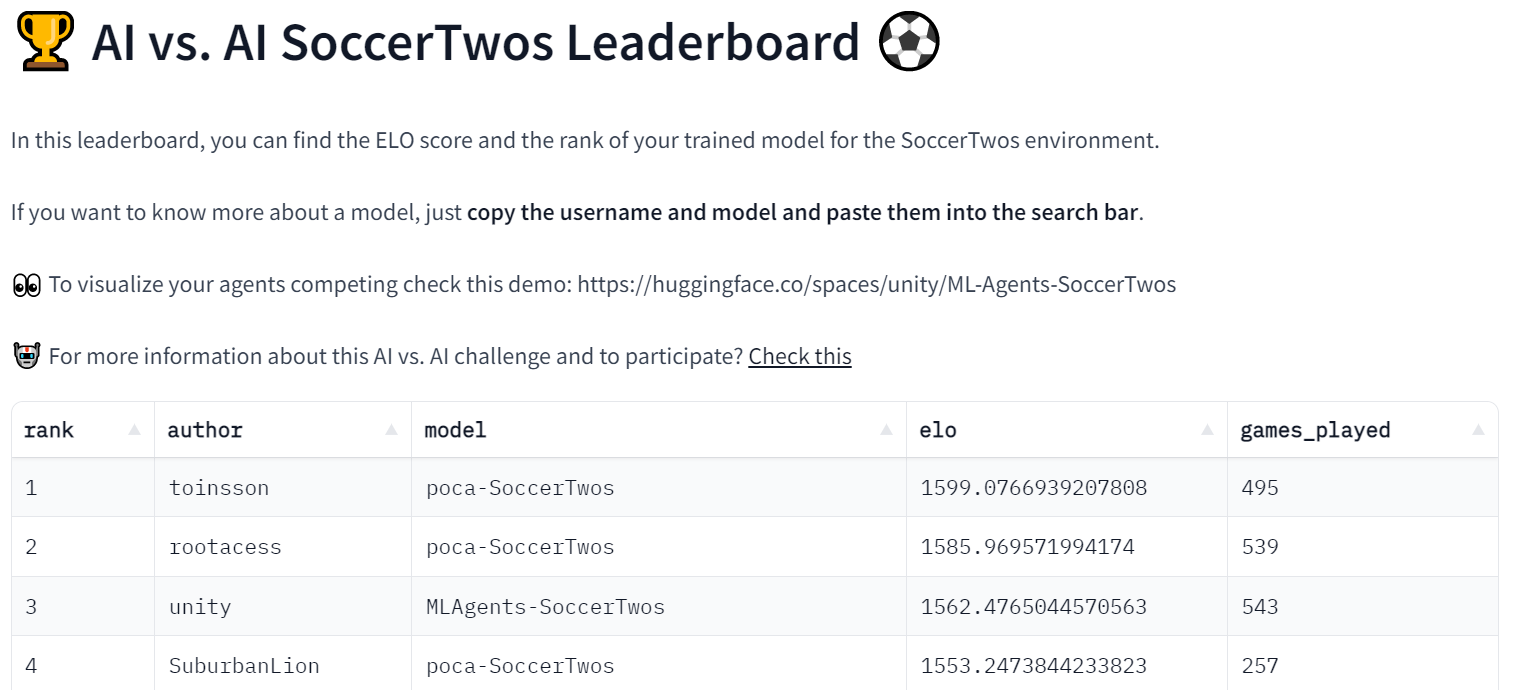 AI vs. AI SoccerTwos Leaderboard
In this leaderboard, you can find the ELO score and the rank of your trained model for the SoccerTwos environment.
If you want to know more about a model, just copy the username and model and paste them into the search bar.
To visualize your agents competing check this demo: https://huggingface.co/spaces/unity/ML-Agents-SoccerTwos
For more information about this AI vs. AI challenge and to participate? Check this
rank author model elo games_played
1 toinsson poca-SoccerTwos 1599.0766939207808 495
2 rootacess poca-SoccerTwos 1585.969571994174 539
3 unity MLAgents-SoccerTwos 1562.4765044570563 543
4 SuburbanLion poca-SoccerTwos 1553.2473844233823 257